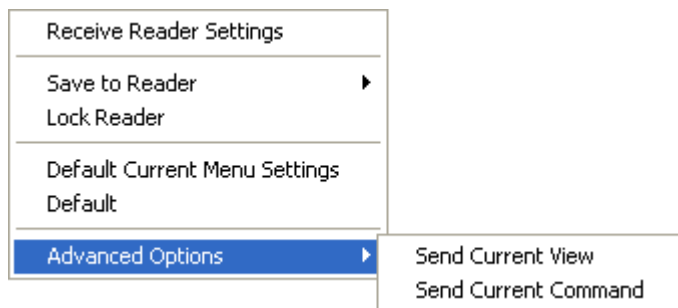 Receive Reader Settings
Save to Reader
Lock Reader
Default Current Menu Settings
Default
Advanced Options
Send Current View
Send Current Command